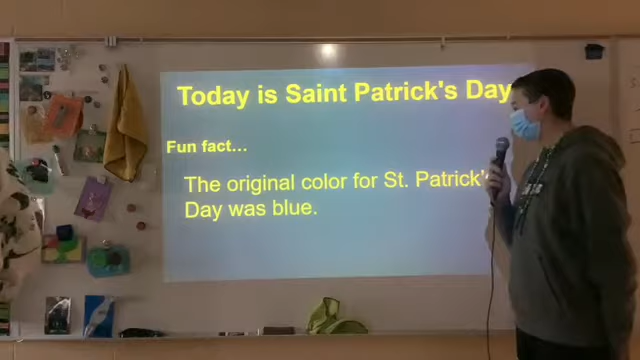 Today is Saint Patrick's Day
Fun fact...
The original color for St. Patrick'
Day was blue.